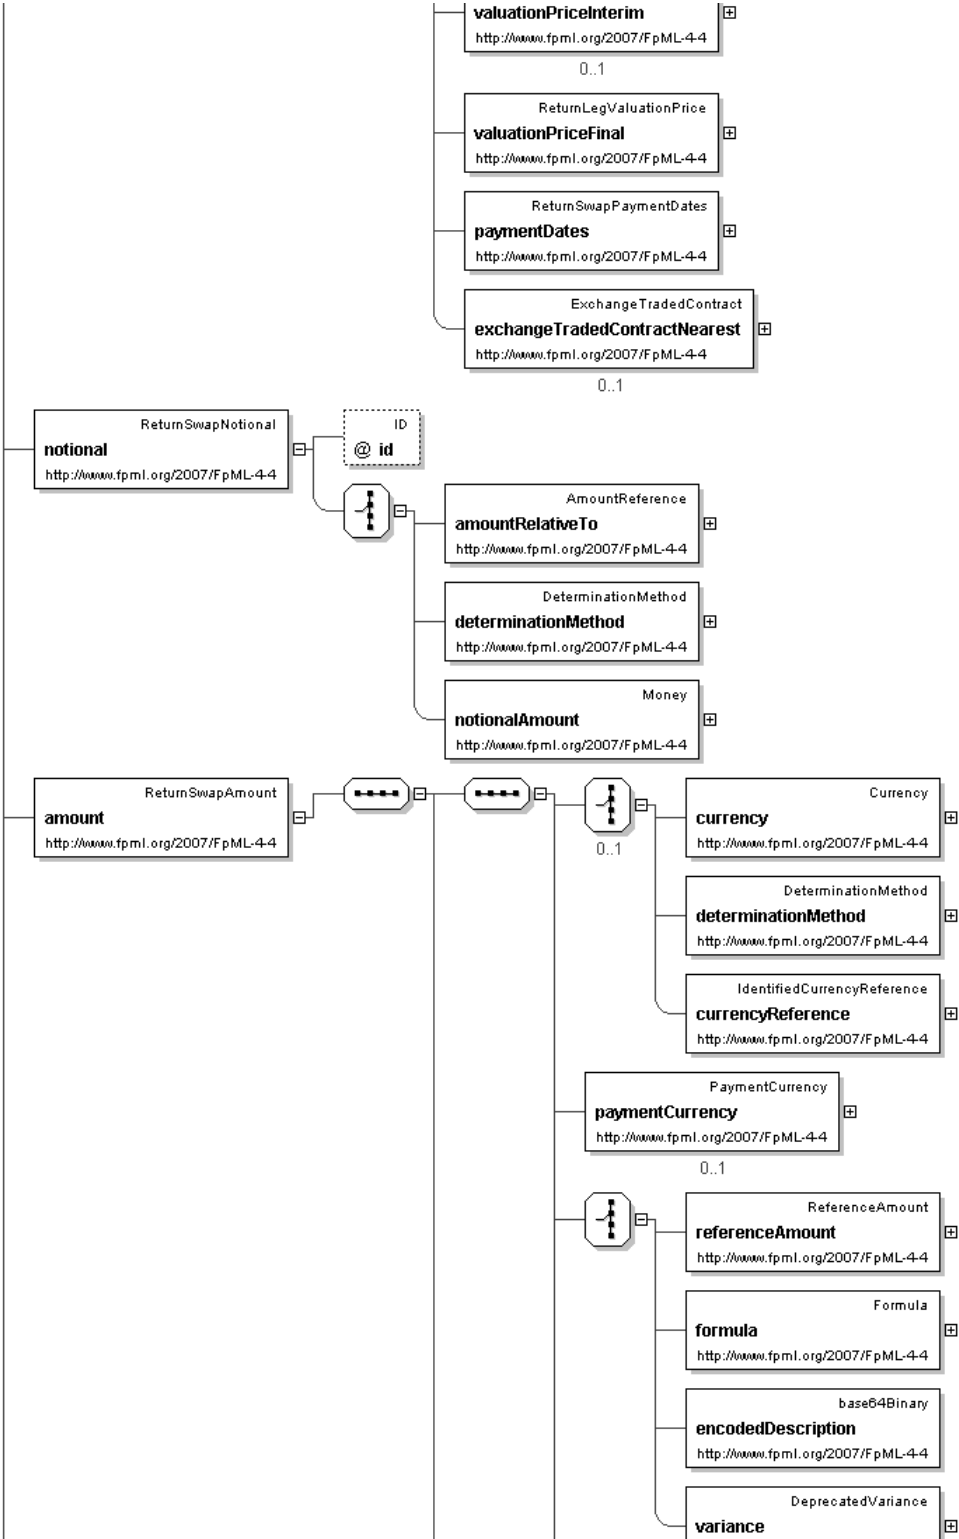 valuationPriceInterim
http://www.fpml.org/2007/FpML-4-4
0..1
ReturnLegValuationPrice
valuationPriceFinal
http://www.fpml.org/2007/FpML-4-4
ReturnSwapPaymentDates
paymentDates
http://www.fpml.org/2007/FpML-4-4
ExchangeTradedContract
exchangeTradedContractNearest
http://www.fpml.org/2007/FpML-4-4
0..1
ReturnSwapNotional
notional
http://www.fpml.org/2007/FpML-4-4
ID
@ id
AmountReference
amountRelativeTo
http://www.fpml.org/2007/FpML-4-4
DeterminationMethod
determinationMethod
http://www.fpml.org/2007/FpML-4-4
Money
notionalAmount
http://www.fpml.org/2007/FpML-4-4
ReturnSwapAmount
amount
http://www.fpml.org/2007/FpML-4-4
0..1
Currency
currency
http://www.fpml.org/2007/FpML-4-4
DeterminationMethod
determinationMethod
http://www.fpml.org/2007/FpML-4-4
IdentifiedCurrencyReference
currencyReference
http://www.fpml.org/2007/FpML-4-4
PaymentCurrency
paymentCurrency
http://www.fpml.org/2007/FpML-4-4
0..1
ReferenceAmount
referenceAmount
http://www.fpml.org/2007/FpML-4-4
Formula
formula
http://www.fpml.org/2007/FpML-4-4
base64Binary
encodedDescription
http://www.fpml.org/2007/FpML-4-4
DeprecatedVariance
variance